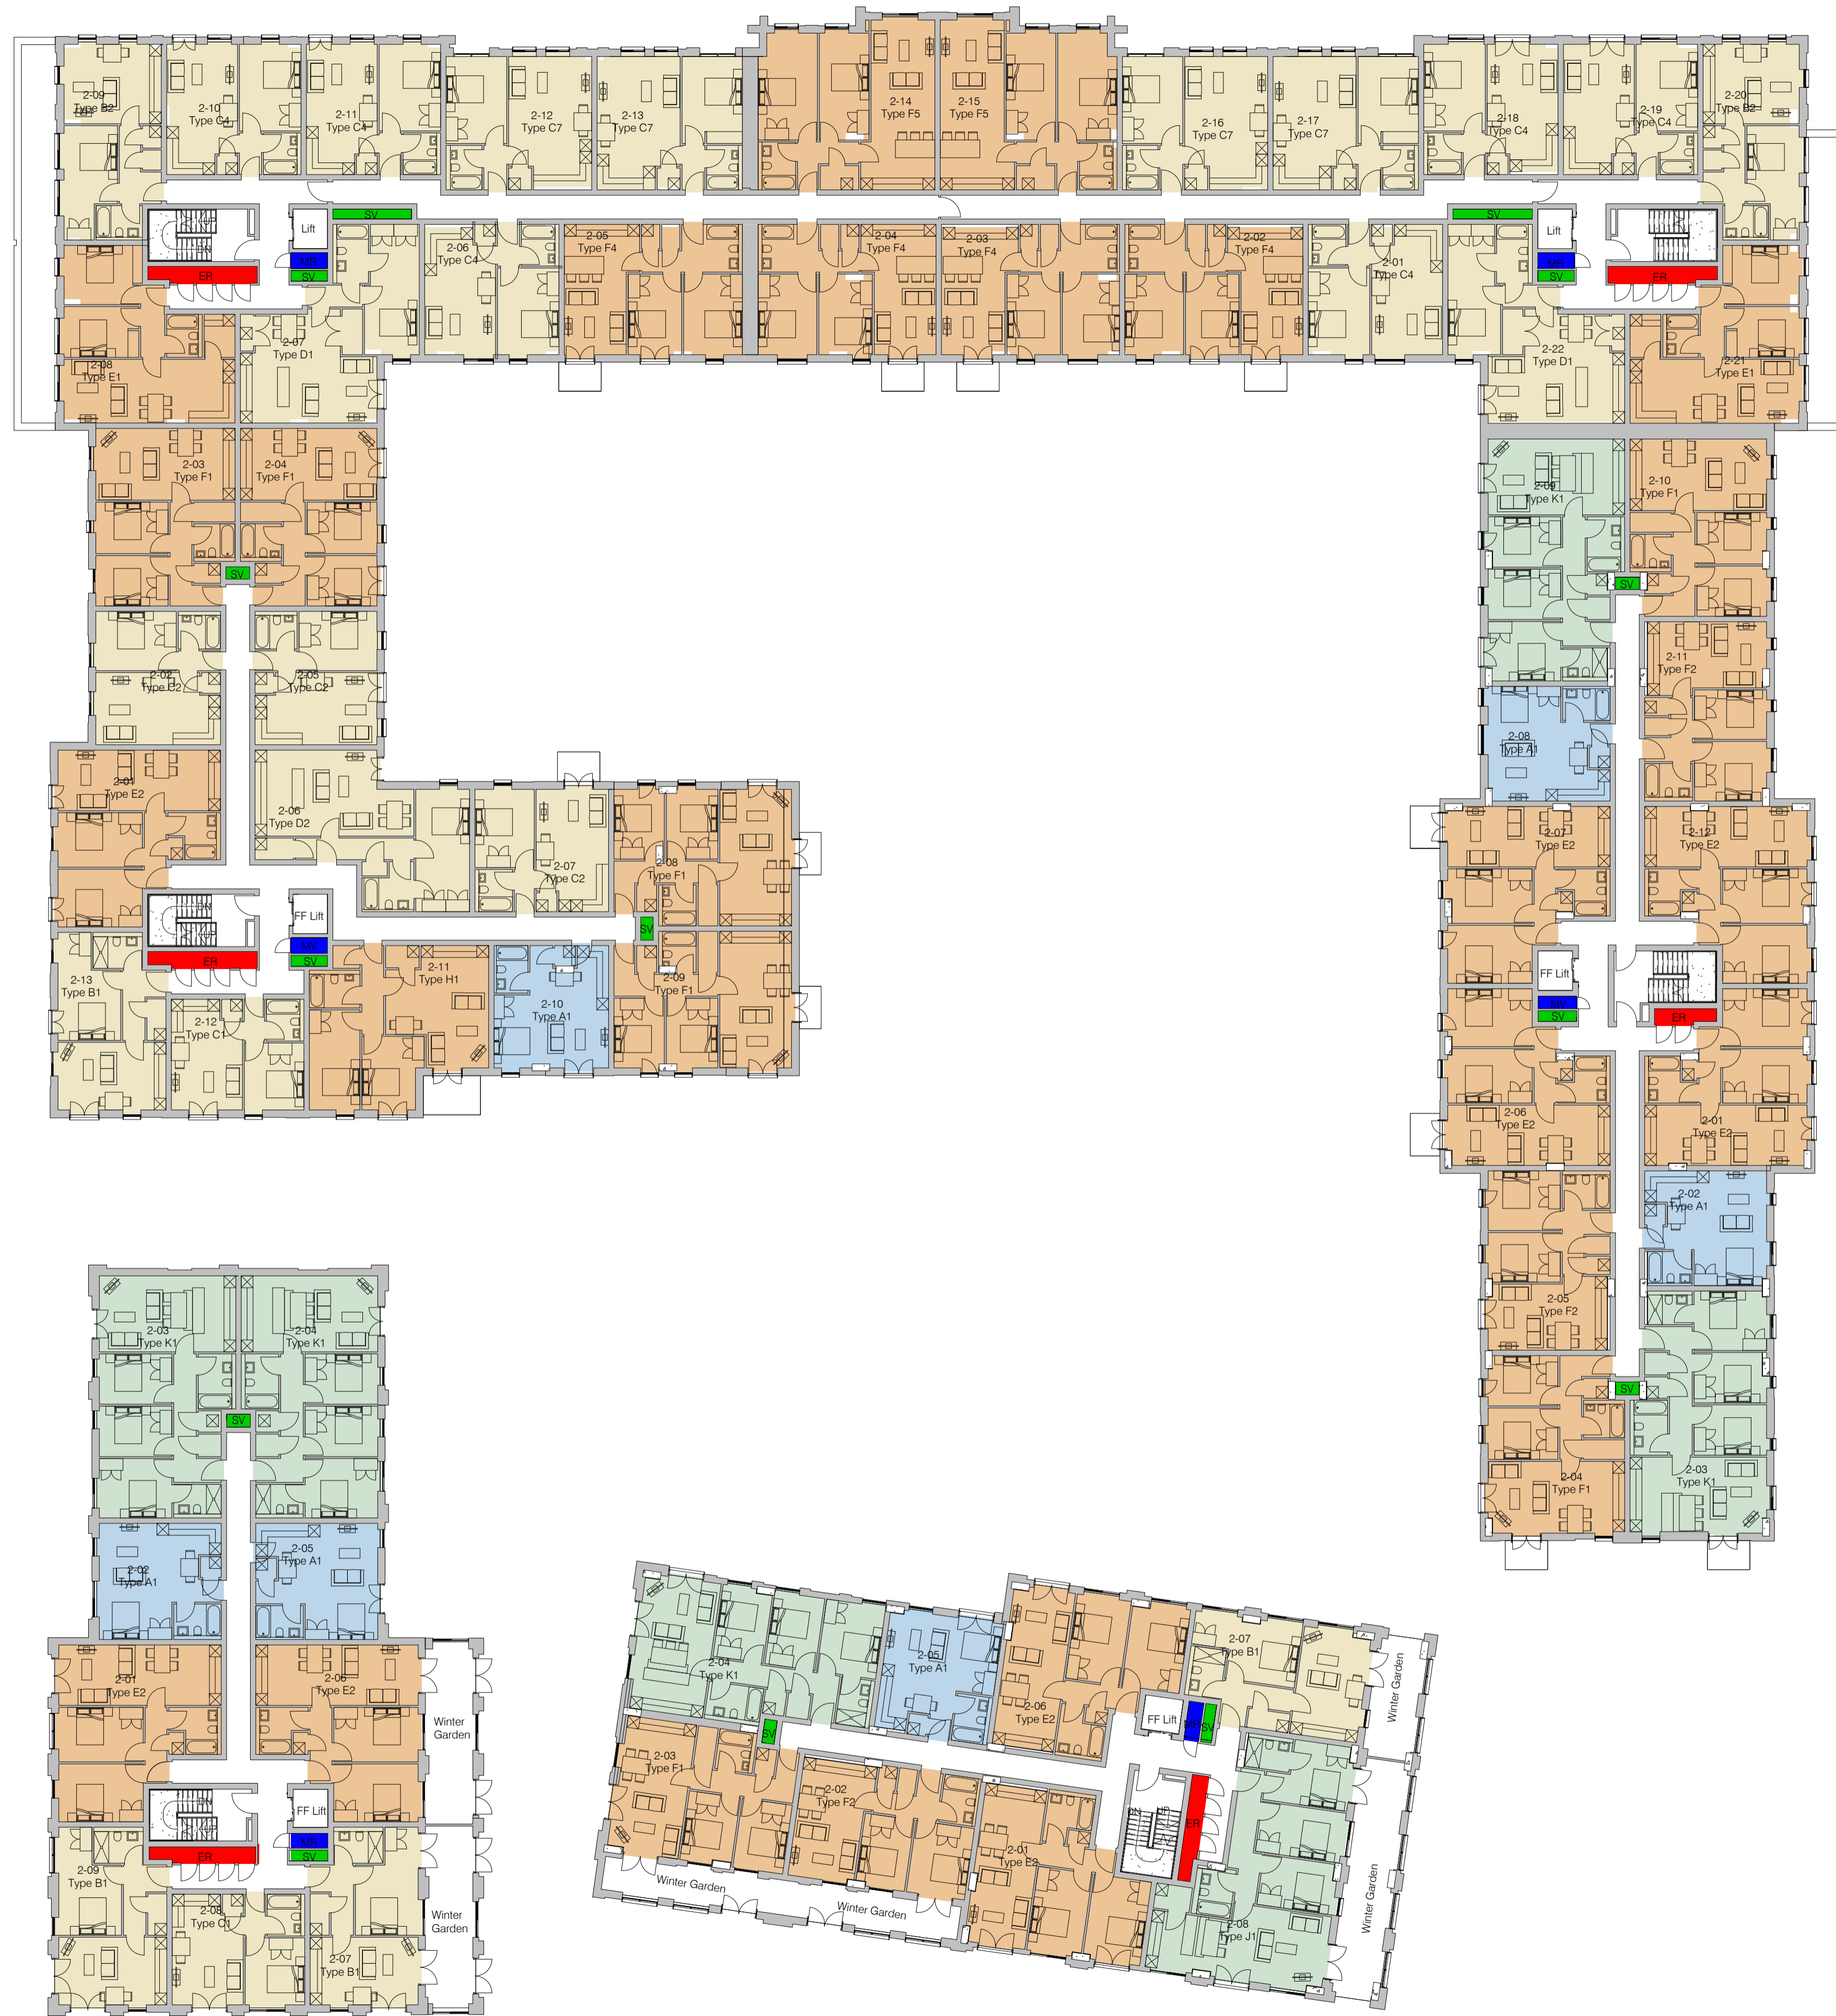 2-09
Type B2
2-10
Type C4
2-11
Type C4
2-12
Type C7
2-13
Type C7
2-14
Type F5
2-15
Type F5
2-16
Type C7
2-17
Type C7
2-18
Type C4
2-19
Type C4
2-20
Type B2
DN
Lift
SV
MR
SV
ER
2-08
Type E1
2-07
Type D1
2-06
Type C4
2-05
Type F4
2-04
Type F4
2-03
Type F4
2-02
Type F4
2-01
Type C4
SV
Lift
MR
SV
ER
2-22
Type D1
2-21
Type E1
2-03
Type F1
2-04
Type F1
SV
2-02
Type C2
2-05
Type C2
2-01
Type E2
2-06
Type D2
2-07
Type C2
2-08
Type F1
DN
FF Lift
MV
SV
ER
SV
2-13
Type B1
2-12
Type C1
2-11
Type H1
2-10
Type A1
2-09
Type F1
2-09
Type K1
2-10
Type F1
SV
2-11
Type F2
2-08
Type A1
2-07
Type E2
2-12
Type E2
FF Lift
MV
SV
ER
2-06
Type E2
2-01
Type E2
2-02
Type A1
2-05
Type F2
SV
2-04
Type F1
2-03
Type K1
2-03
Type K1
2-04
Type K1
SV
2-02
Type A1
2-05
Type A1
2-01
Type E2
2-06
Type E2
Winter
Garden
DN
FF Lift
MR
SV
ER
2-09
Type B1
2-08
Type C1
2-07
Type B1
Winter
Garden
2-04
Type K1
2-05
Type A1
2-06
Type E2
2-07
Type B1
Winter Garden
SV
FF Lift
MR
SV
2-03
Type F1
2-02
Type F2
2-01
Type E2
DN
UP
ER
2-08
Type J1
Winter Garden
Winter Garden
Winter Garden